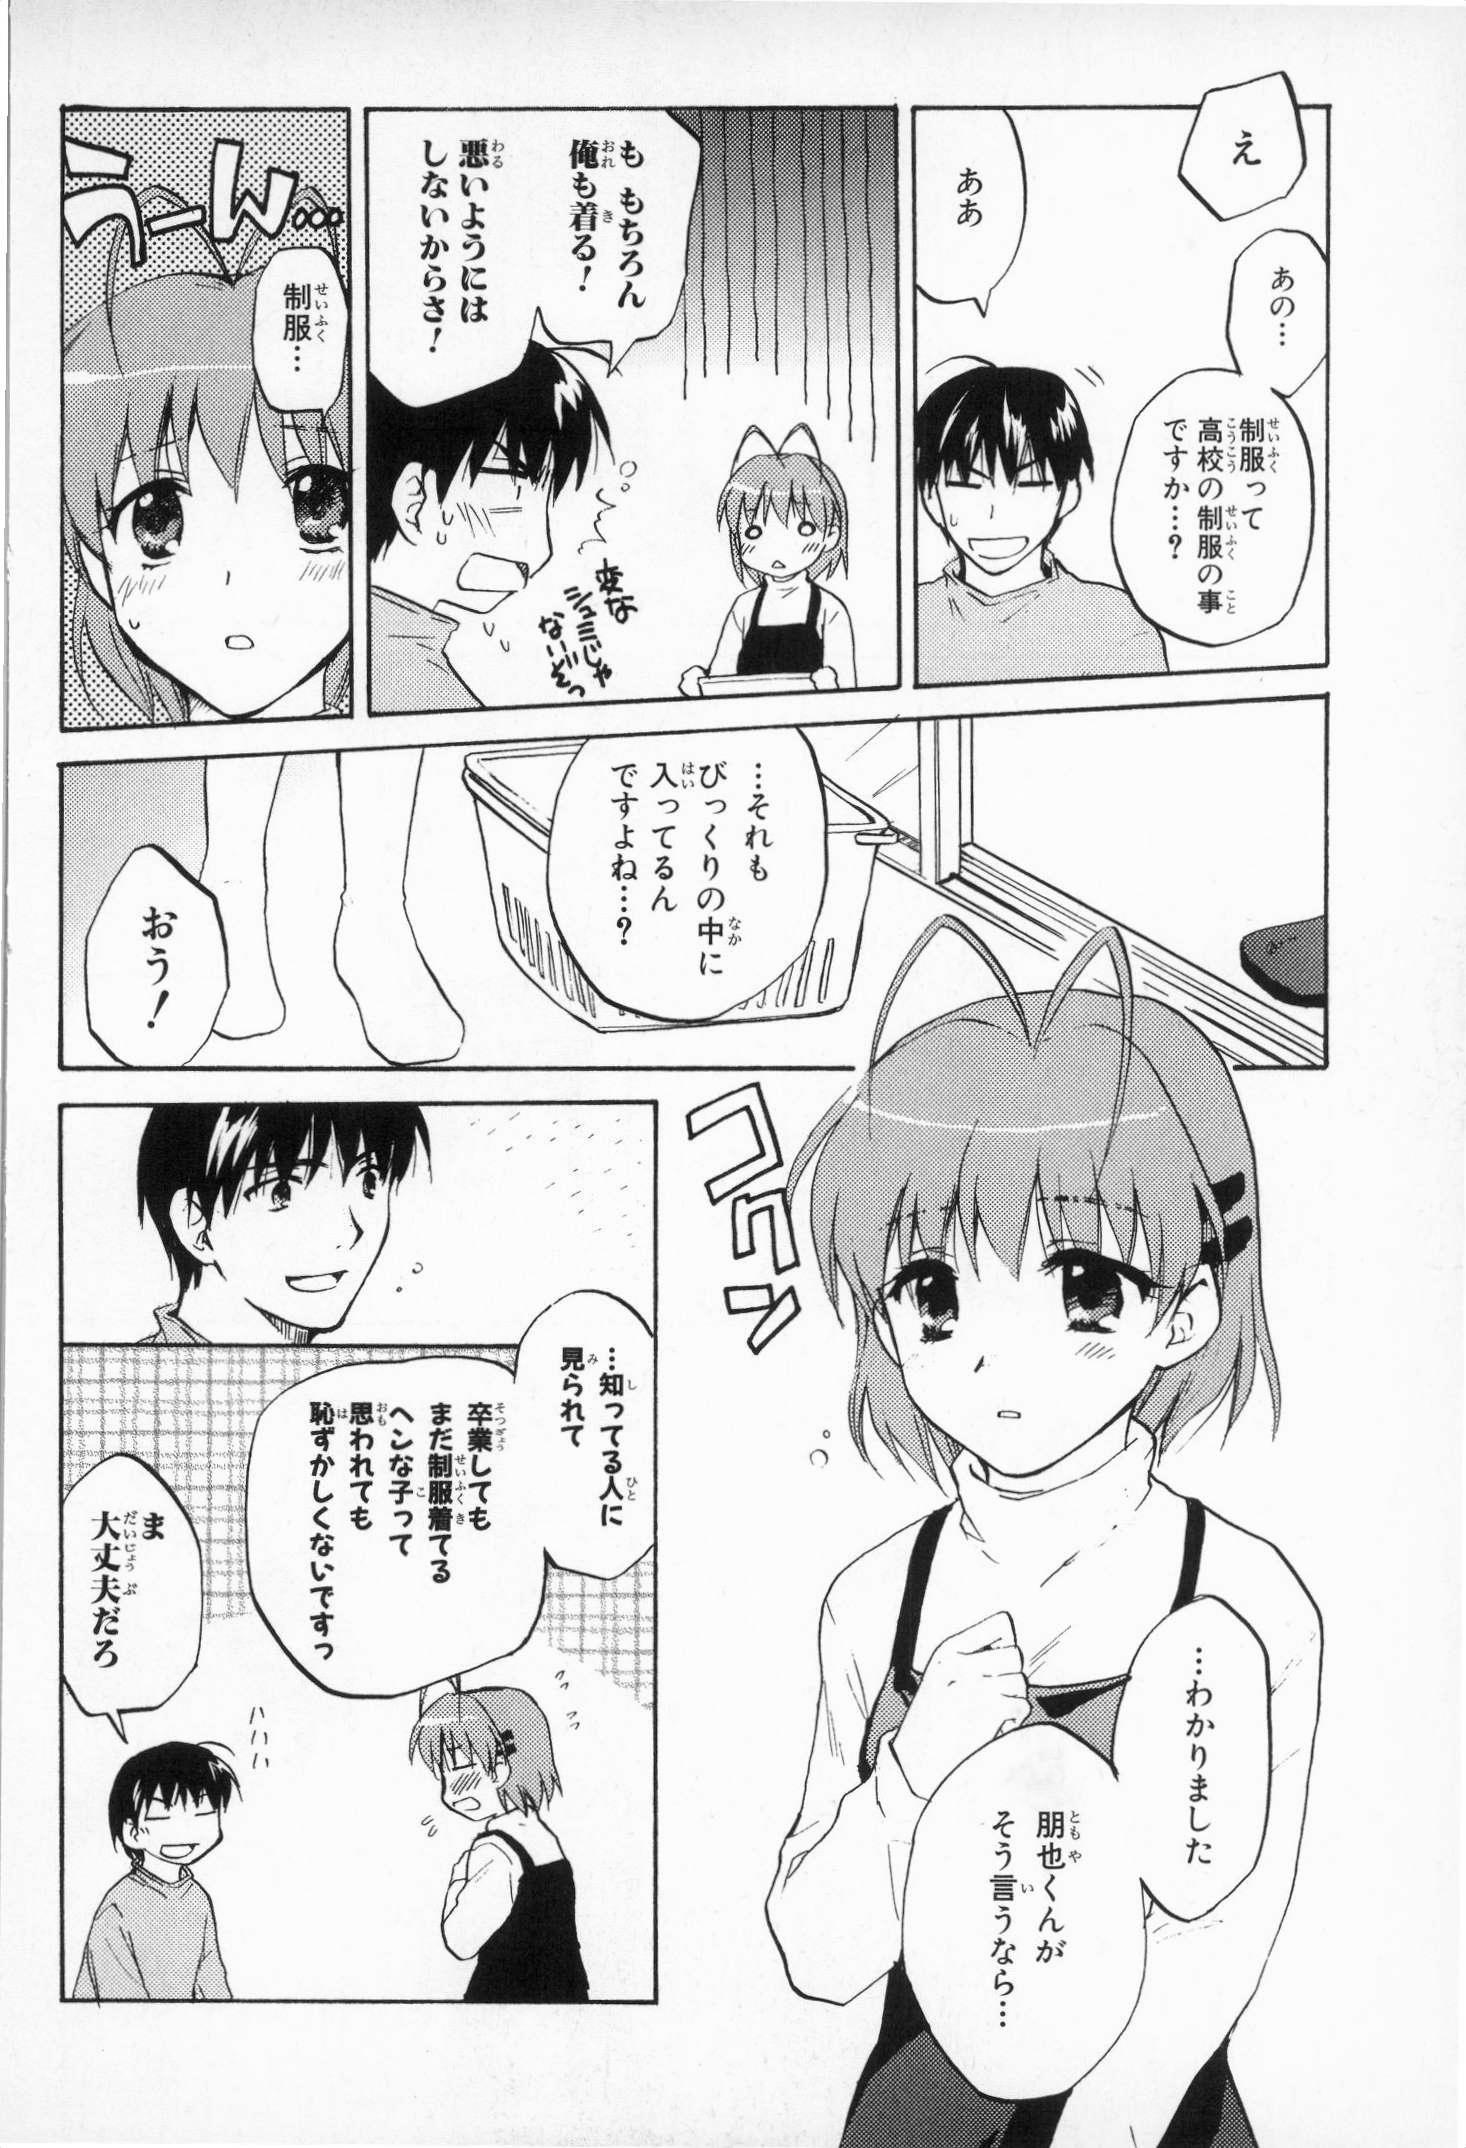 え
あの…
制服って
高校の制服の事
ですか…?
ああ
も もちろん
俺も着る!
悪いようには
しないからさ!
変な
シュミじゃ
ないぞっ
うーん…
制服…
…それも
びっくりの中に
入ってるん
ですよね…?
おう!
コクン
…わかりました
朋也くんが
そう言うなら…
…知ってる人に
見られて
卒業しても
まだ制服着てる
ヘンな子って
思われても
恥ずかしくないですっ
ハハハ
ま
大丈夫だろ